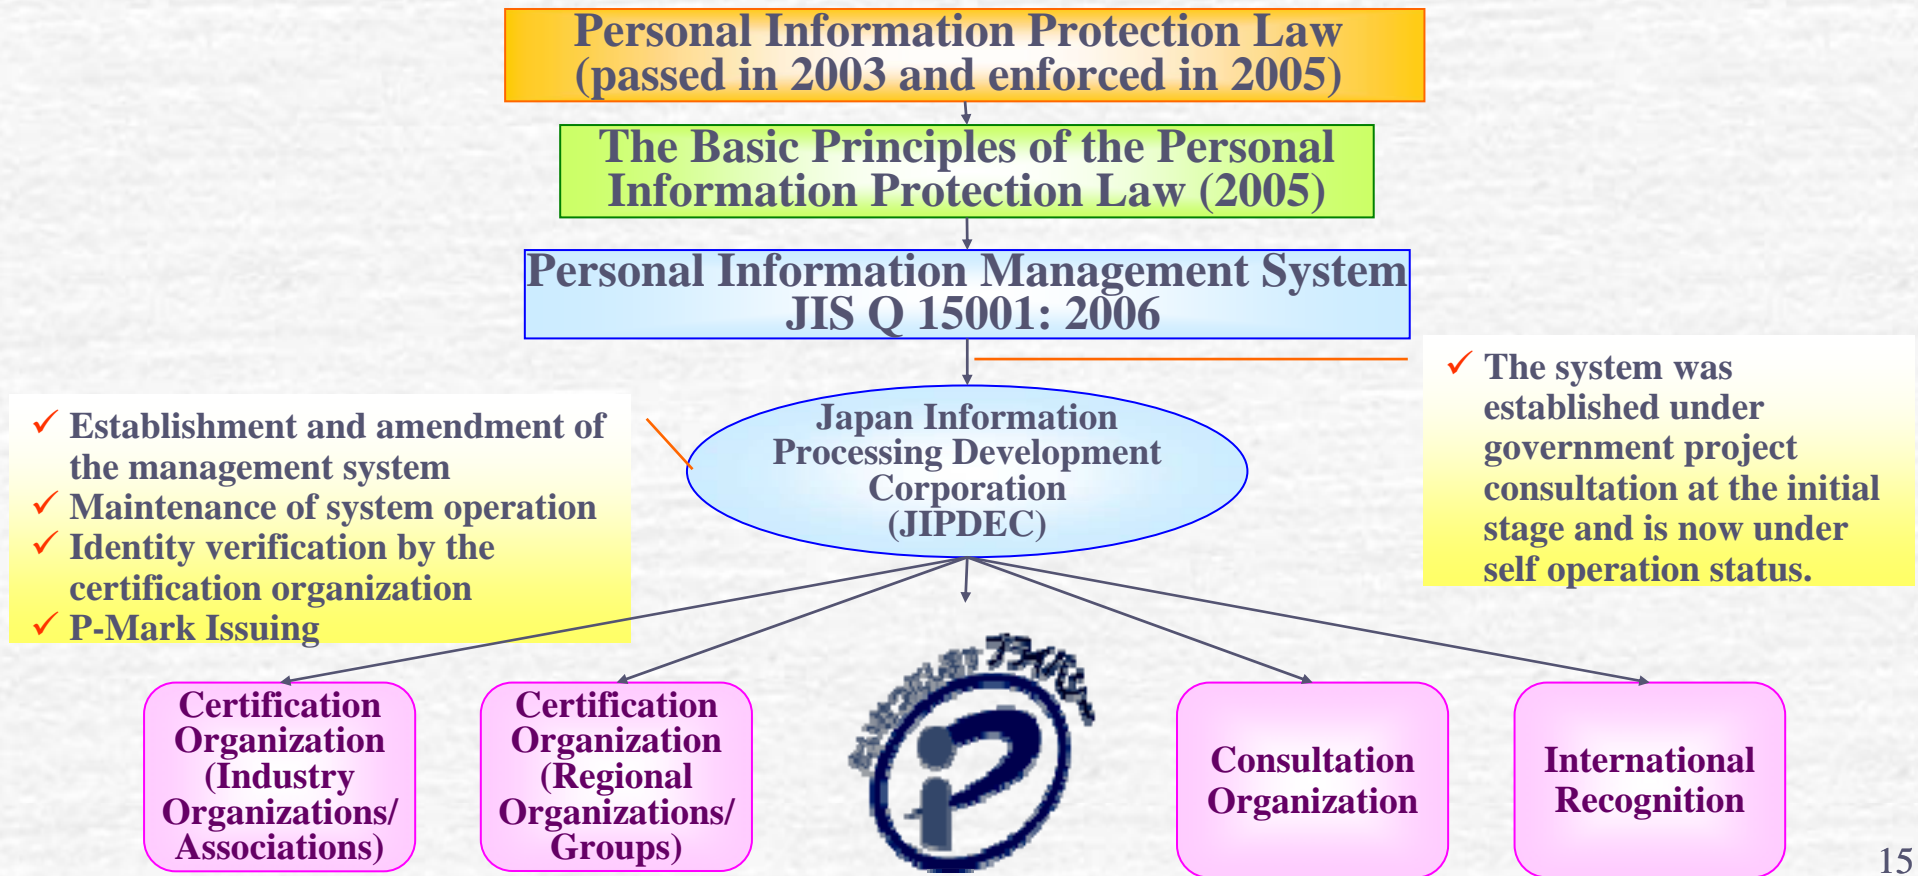 Personal Information Protection Law
(passed in 2003 and enforced in 2005)
The Basic Principles of the Personal
Information Protection Law (2005)
Personal Information Management System
JIS Q 15001: 2006
✓ The system was
established under
government project
consultation at the initial
stage and is now under
self operation status.
✓ Establishment and amendment of
the management system
✓ Maintenance of system operation
✓ Identity verification by the
certification organization
✓ P-Mark Issuing
Japan Information
Processing Development
Corporation
(JIPDEC)
Certification
Organization
(Industry
Organizations/
Associations)
Certification
Organization
(Regional
Organizations/
Groups)
プライバシー
Consultation
Organization
International
Recognition
15